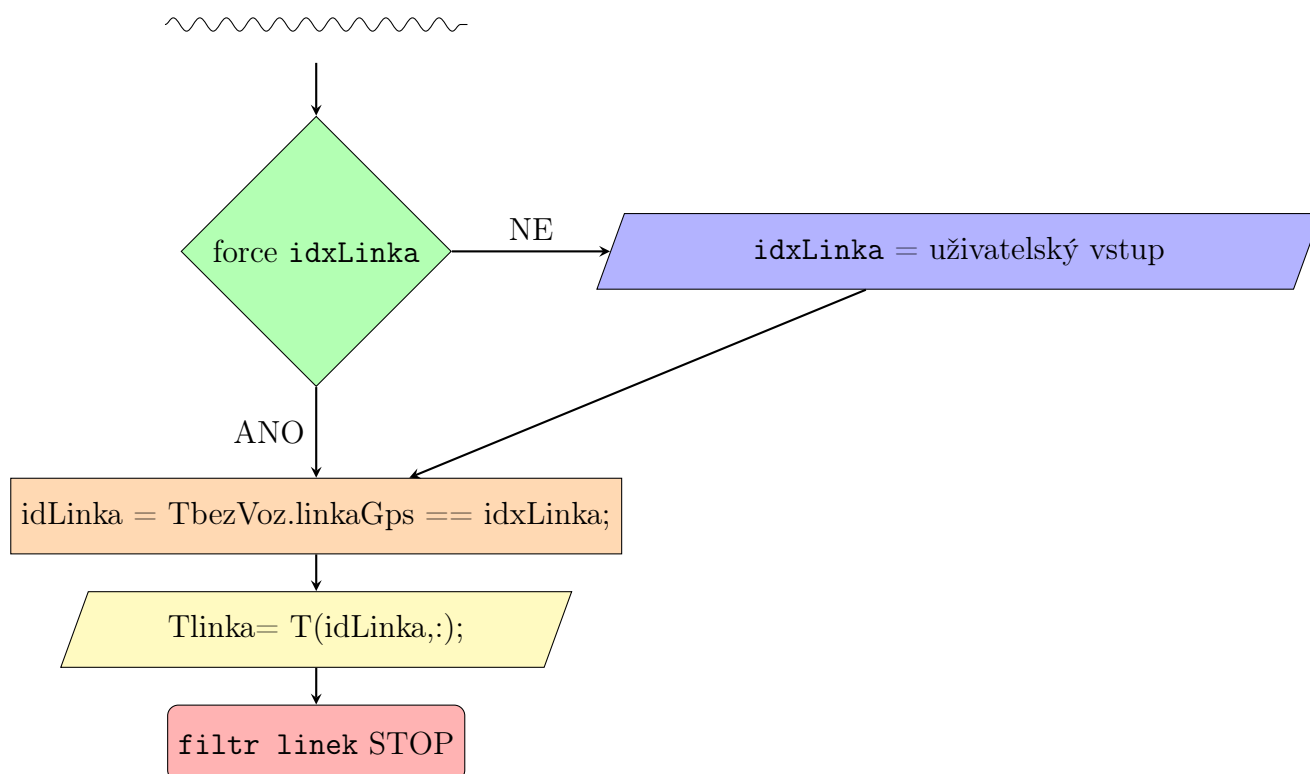 force idxLinka
NE
idxLinka = uživatelský vstup
ANO
idLinka = TbezVoz.linkaGps == idxLinka;
Tlinka= T(idLinka,:);
filtr linek STOP